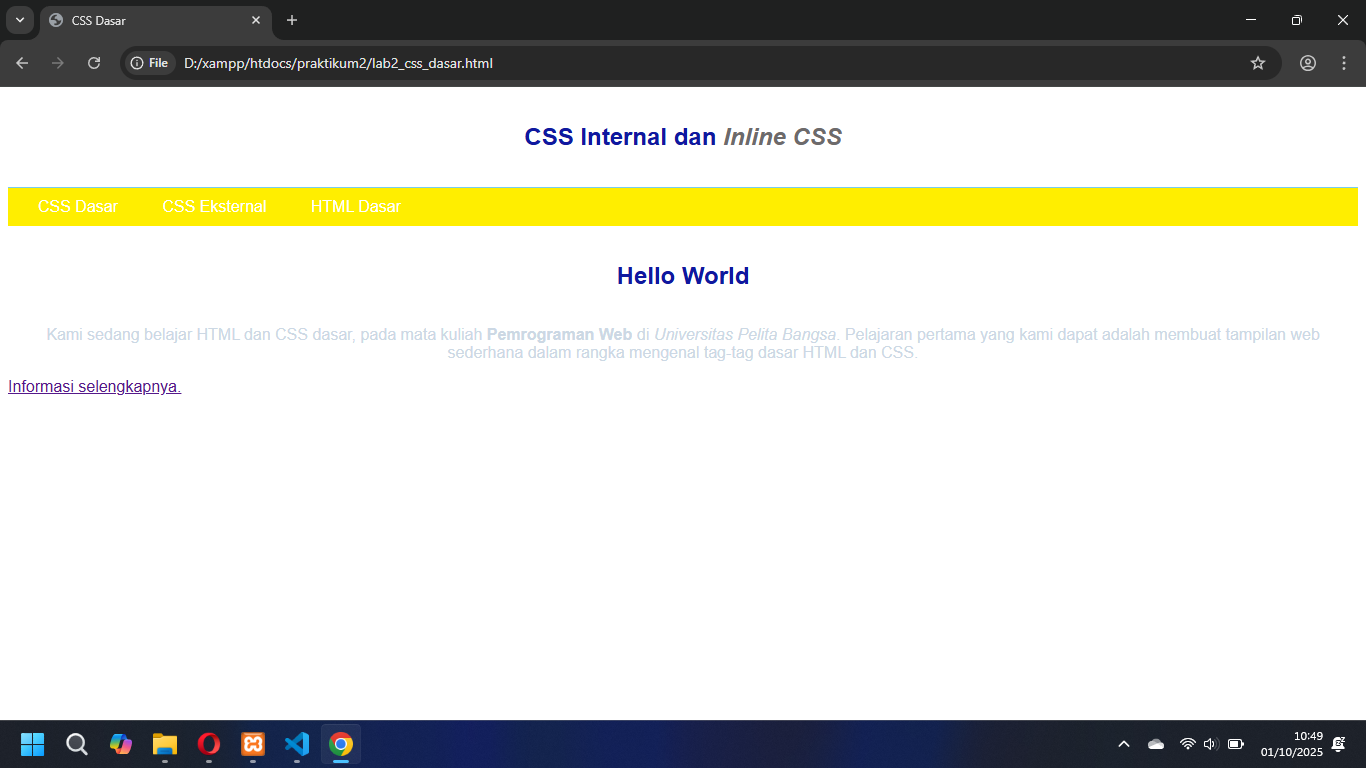 CSS Dasar
File
D:/xampp/htdocs/praktikum2/lab2_css_dasar.html
CSS Internal dan Inline CSS
CSS Dasar CSS Eksternal HTML Dasar
Hello World
Kami sedang belajar HTML dan CSS dasar, pada mata kuliah Pemrograman Web di Universitas Pelita Bangsa. Pelajaran pertama yang kami dapat adalah membuat tampilan web
sederhana dalam rangka mengenal tag-tag dasar HTML dan CSS.
Informasi selengkapnya.
10:49
01/10/2025